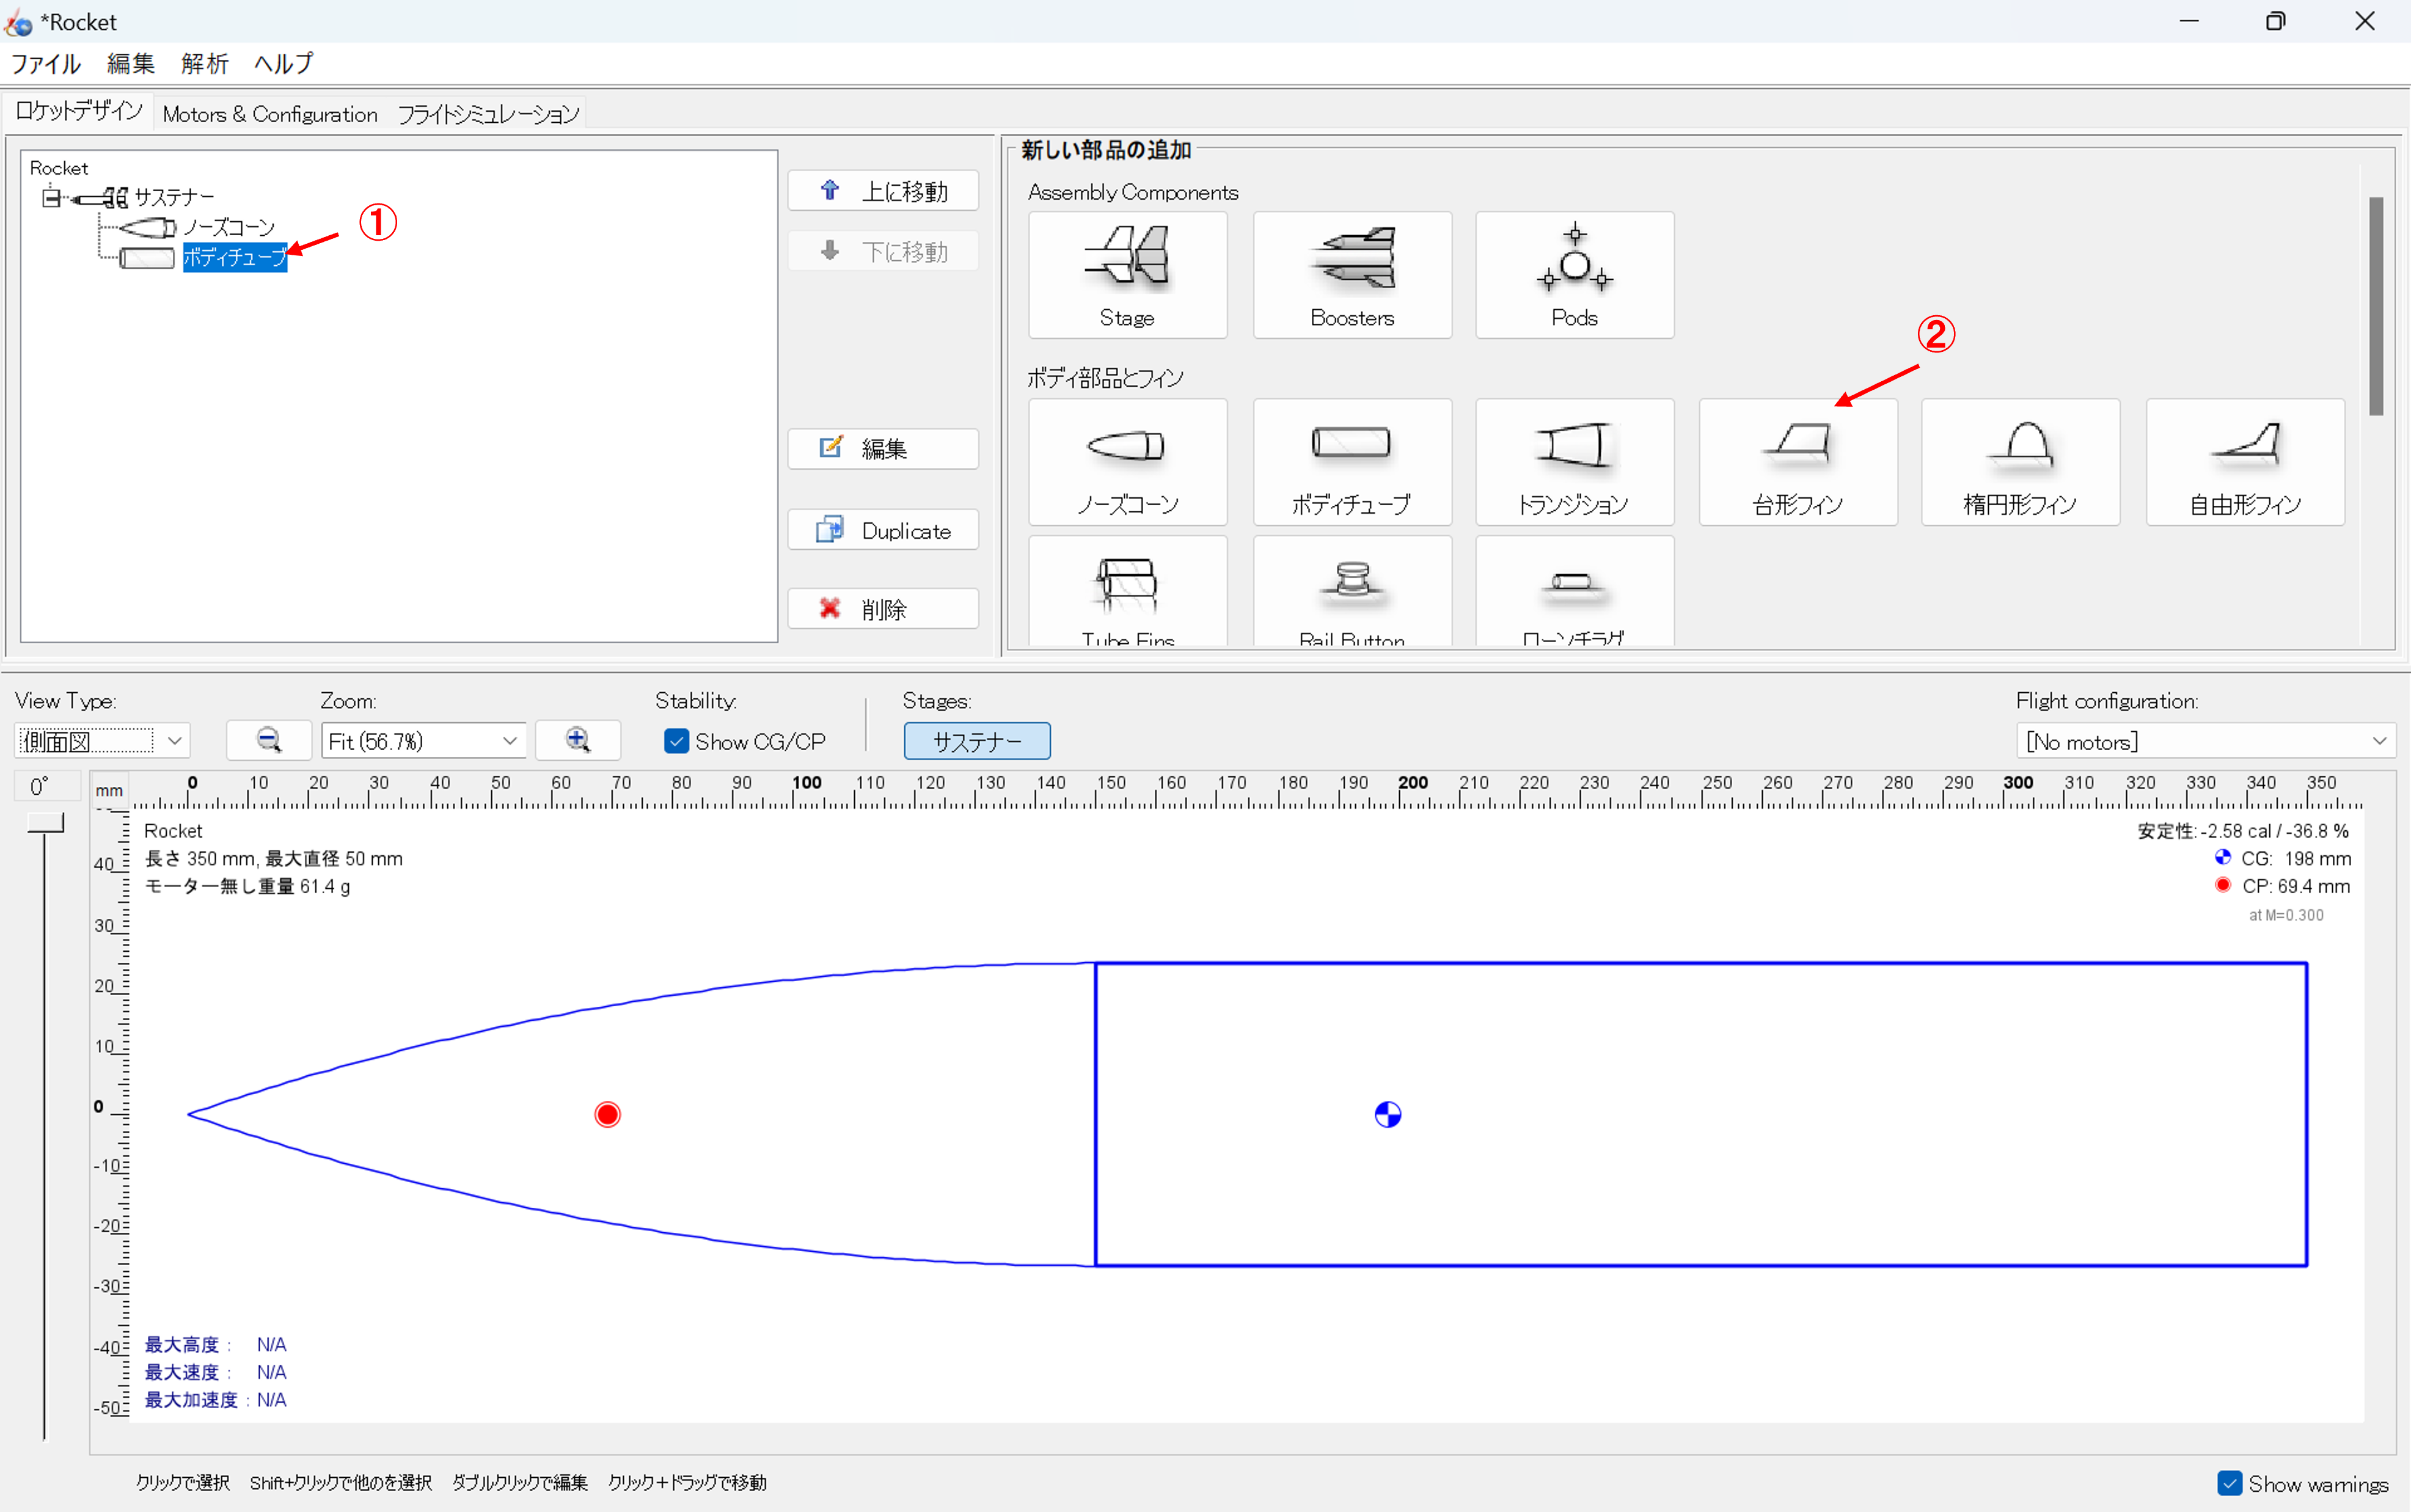 *Rocket
ファイル 編集 解析 ヘルプ
ロケットデザイン Motors & Configuration フライトシミュレーション
Rocket
サステナー
ノーズコーン
ボディチューブ
①
上に移動
下に移動
編集
Duplicate
削除
新しい部品の追加
Assembly Components
Stage Boosters Pods
②
ボディ部品とフィン
ノーズコーン ボディチューブ トランジション 台形フィン 楕円形フィン 自由形フィン
Tube Fins Rail Button ローンチラグ
View Type: Zoom: Stability: Stages: Flight configuration:
側面図 Fit (56.7%) Show CG/CP サステナー [No motors]
0°
mm
0 10 20 30 40 50 60 70 80 90 100 110 120 130 140 150 160 170 180 190 200 210 220 230 240 250 260 270 280 290 300 310 320 330 340 350
40
30
20
10
0
-10
-20
-30
-40
-50
Rocket
長さ 350 mm, 最大直径 50 mm
モーター無し重量 61.4 g
安定性: -2.58 cal / -36.8 %
CG: 198 mm
CP: 69.4 mm
at M=0.300
最大高度 : N/A
最大速度 : N/A
最大加速度 : N/A
クリックで選択 Shift+クリックで他のを選択 ダブルクリックで編集 クリック+ドラッグで移動
Show warnings